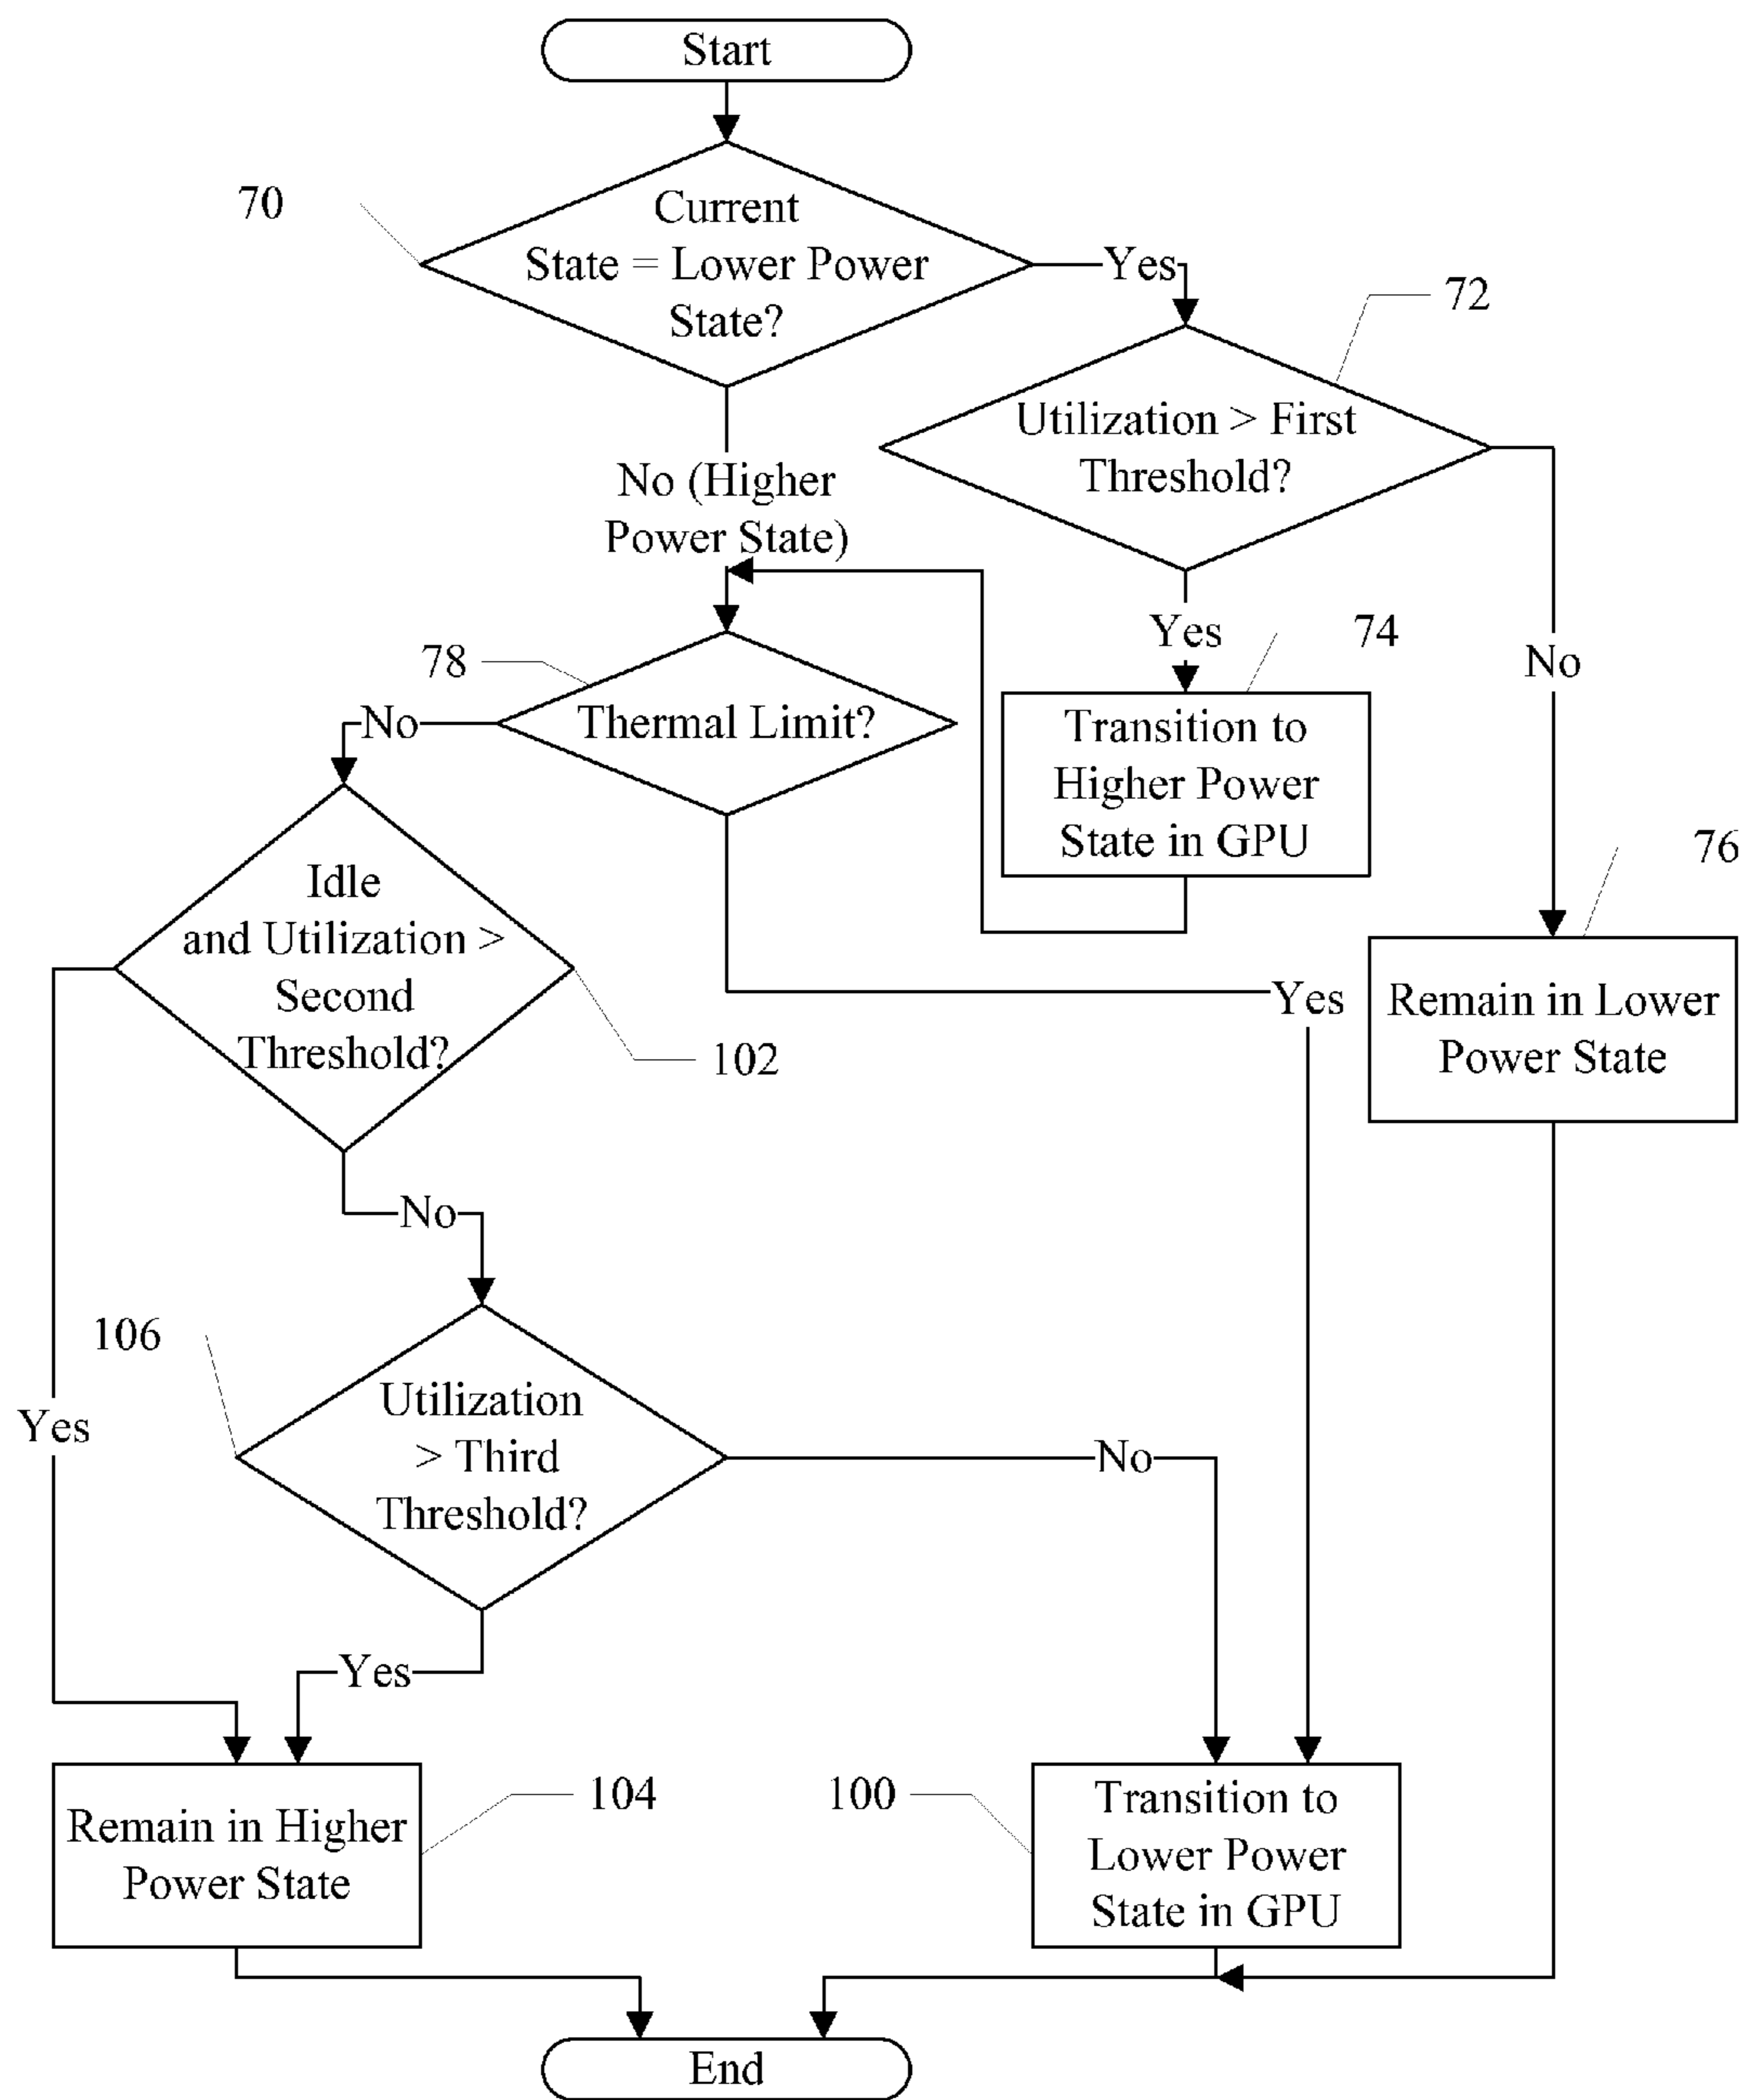 Start
70
Current
State = Lower Power
State?
Yes
72
Utilization > First
Threshold?
No (Higher
Power State)
Yes
74
No
78
No
Thermal Limit?
Transition to
Higher Power
State in GPU
76
Idle
and Utilization >
Second
Threshold?
102
Yes
Remain in Lower
Power State
No
106
Yes
Utilization
> Third
Threshold?
No
Yes
Remain in Higher
Power State
104
100
Transition to
Lower Power
State in GPU
End